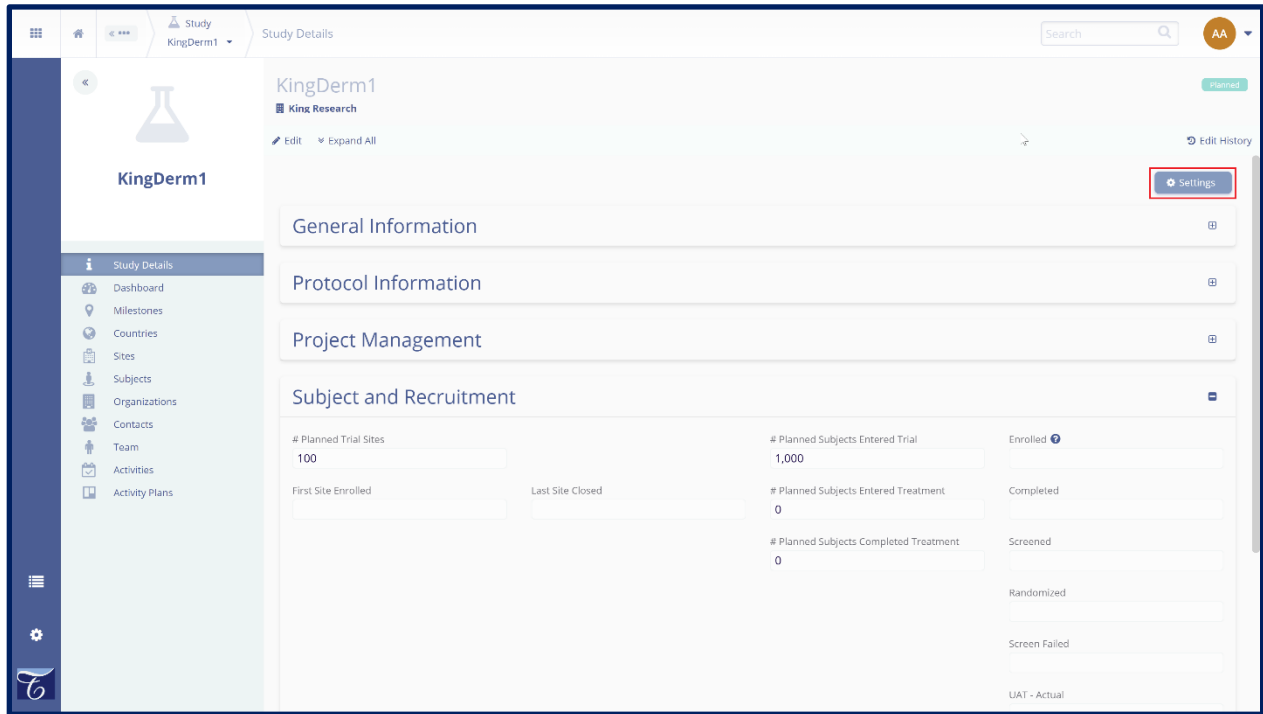 Study
KingDerm1
Study Details
Search
AA
KingDerm1
Planned
King Research
Edit
Expand All
Edit History
KingDerm1
Settings
General Information
Study Details
Dashboard
Protocol Information
Milestones
Countries
Project Management
Sites
Subjects
Subject and Recruitment
Organizations
Contacts
Team
Activities
Activity Plans
# Planned Trial Sites
# Planned Subjects Entered Trial
Enrolled
100
1,000
First Site Enrolled
Last Site Closed
# Planned Subjects Entered Treatment
Completed
0
# Planned Subjects Completed Treatment
Screened
0
Randomized
Screen Failed
UAT - Actual